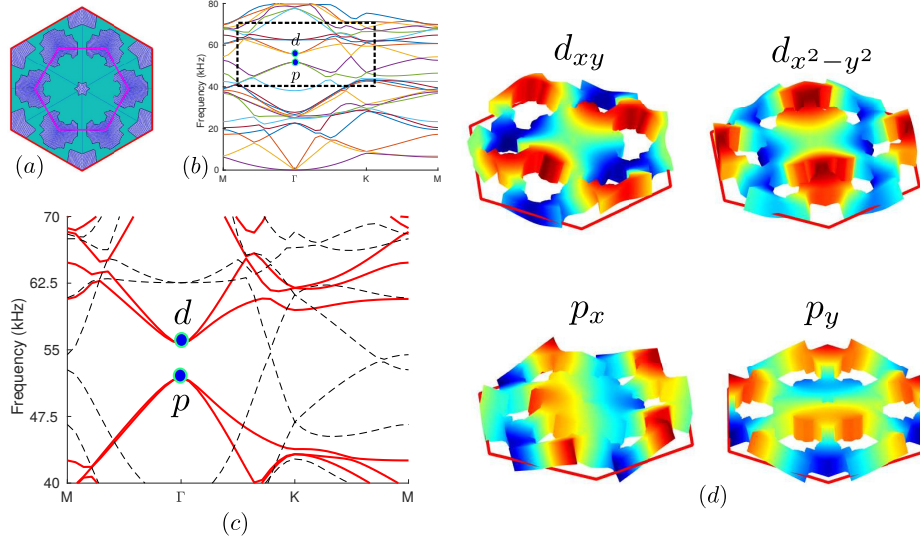 (a)
80
60
40
20
0
Frequency (kHz)
d
p
M Γ K M
(b)
70
62.5
55
47.5
40
Frequency (kHz)
d
p
M Γ K M
(c)
d_{xy} d_{x^2-y^2}
p_x p_y
(d)